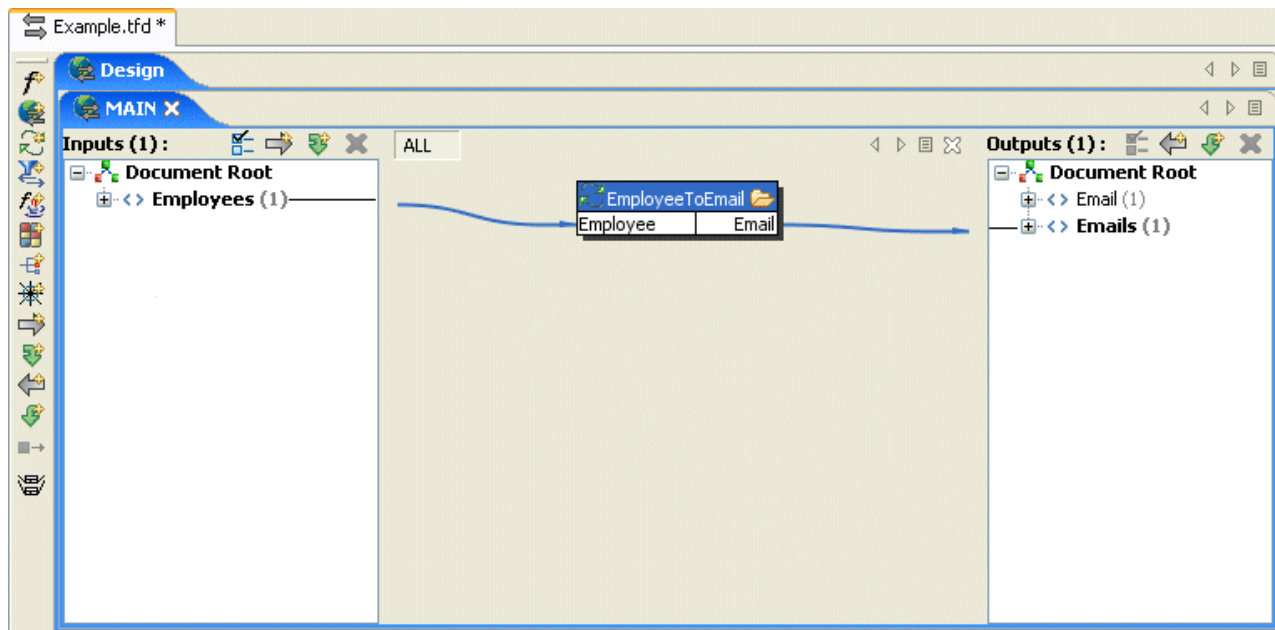 Example.tfd *
Design
MAIN
Inputs (1) :
ALL
Outputs (1) :
Document Root
Employees (1)
EmployeeToEmail
Employee Email
Document Root
Email (1)
Emails (1)